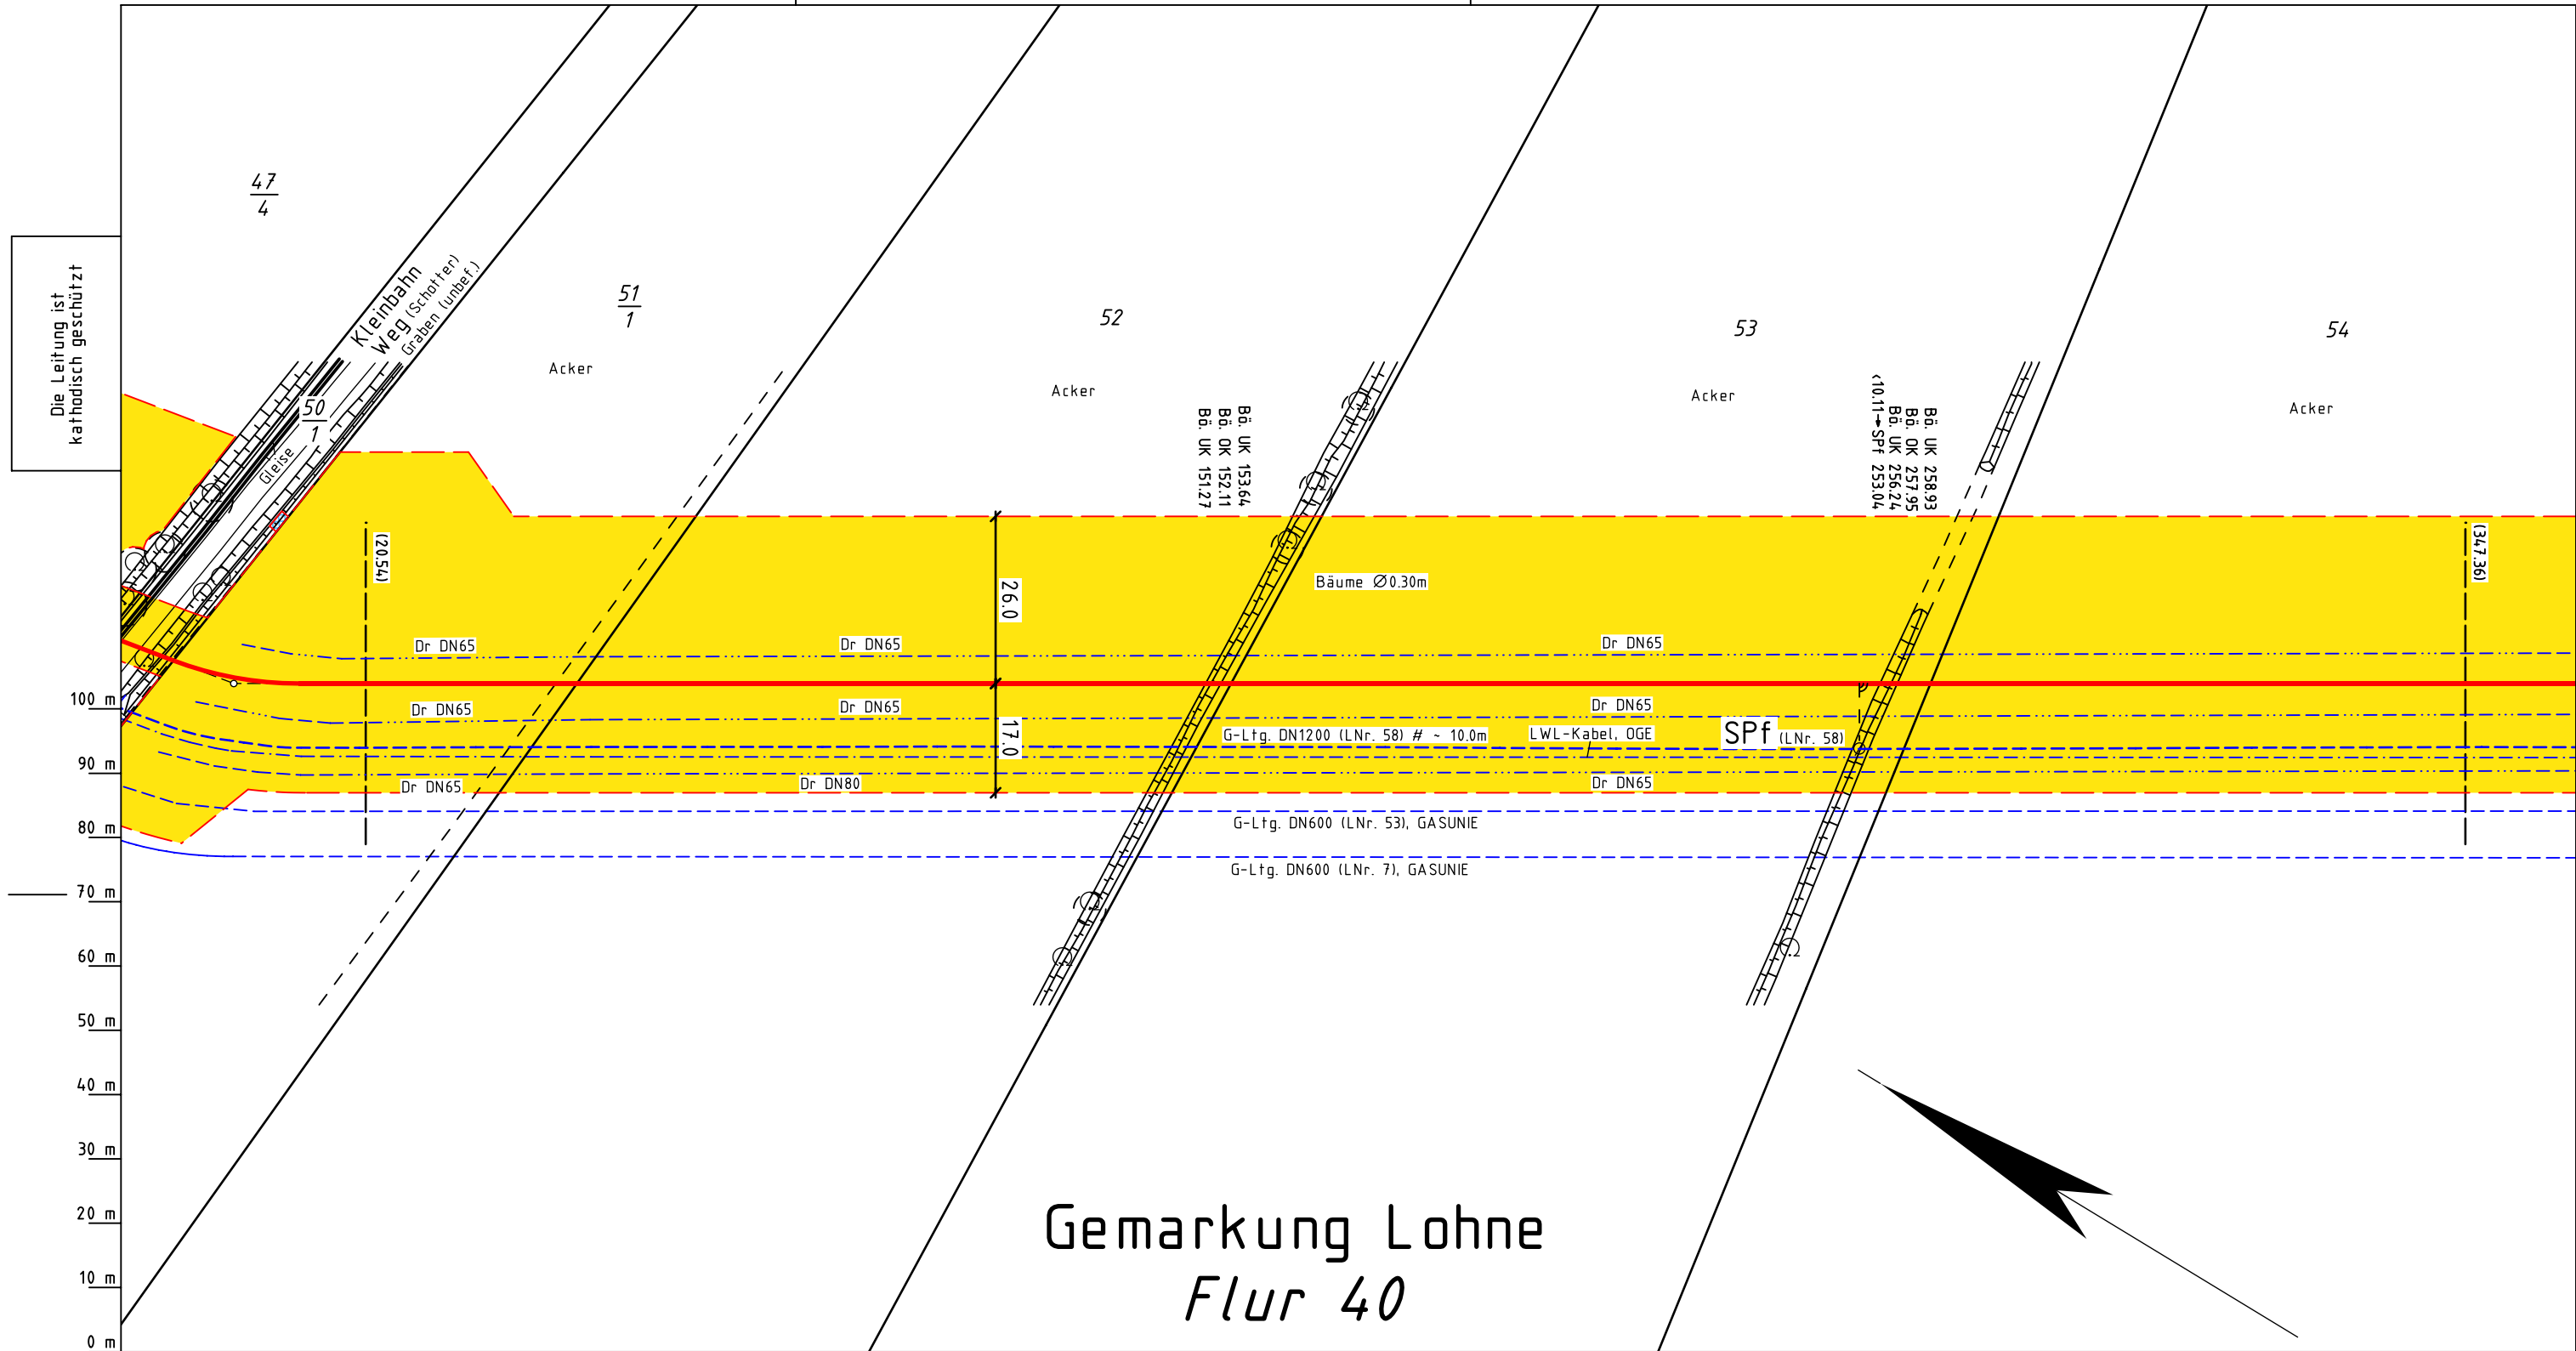 47
4
Die Leitung ist
kathodisch geschützt
Kleinbahn
Weg (Schotter)
Graben (unbef.)
50
1
Gleise
51
1
Acker
52
Acker
53
Acker
54
Acker
Bö. UK 153.64
Bö. OK 152.11
Bö. UK 151.27
Bö. UK 258.93
Bö. OK 257.95
Bö. UK 256.24
<10.11→SPf 253.04
(20.54)
(347.36)
26.0
17.0
Bäume Ø0.30m
Dr DN65
Dr DN65
Dr DN65
Dr DN65
Dr DN65
Dr DN65
G-Ltg. DN1200 (LNr. 58) # ~ 10.0m
LWL-Kabel, OGE
SPf (LNr. 58)
Dr DN65
Dr DN80
Dr DN65
G-Ltg. DN600 (LNr. 53), GASUNIE
G-Ltg. DN600 (LNr. 7), GASUNIE
100 m
90 m
80 m
70 m
60 m
50 m
40 m
30 m
20 m
10 m
0 m
Gemarkung Lohne
Flur 40